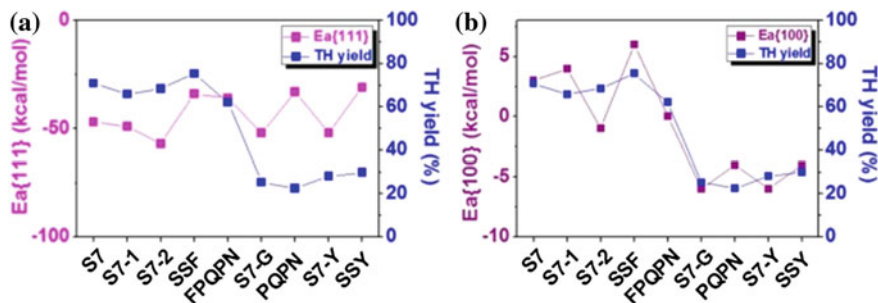 (a)
Ea{111} (kcal/mol)
0
-50
-100
Ea{111}
TH yield
100
80
60
40
20
0
TH yield (%)
S7
S7-1
S7-2
SSF
FPQPN
S7-G
PQPN
S7-Y
SSY
(b)
Ea{100} (kcal/mol)
5
0
-5
-10
Ea{100}
TH yield
100
80
60
40
20
0
TH yield (%)
S7
S7-1
S7-2
SSF
FPQPN
S7-G
PQPN
S7-Y
SSY